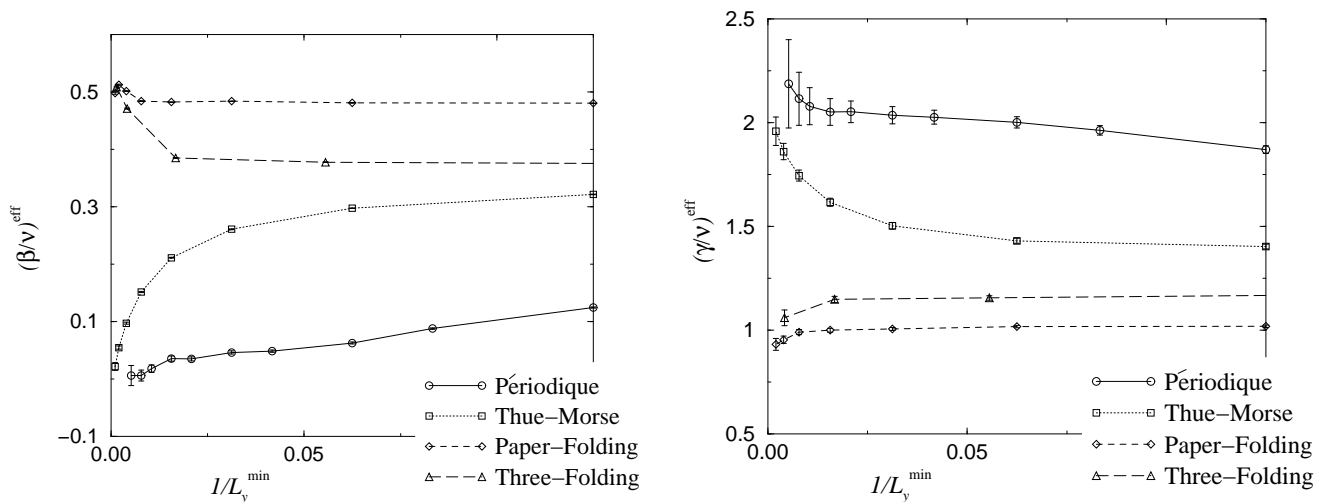 0.5
0.3
0.1
−0.1
(β/ν)^eff
0.00
0.05
1/L_y^min
Périodique
Thue−Morse
Paper−Folding
Three−Folding
2.5
2
1.5
1
0.5
(γ/ν)^eff
0.00
0.05
1/L_y^min
Périodique
Thue−Morse
Paper−Folding
Three−Folding